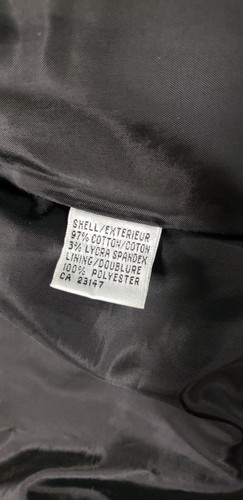 SHELL/EXTERIEUR
97% COTTON/COTON
3% LYCRA SPANDEX
LINING/DOUBLURE
100% POLYESTER
CA 23147